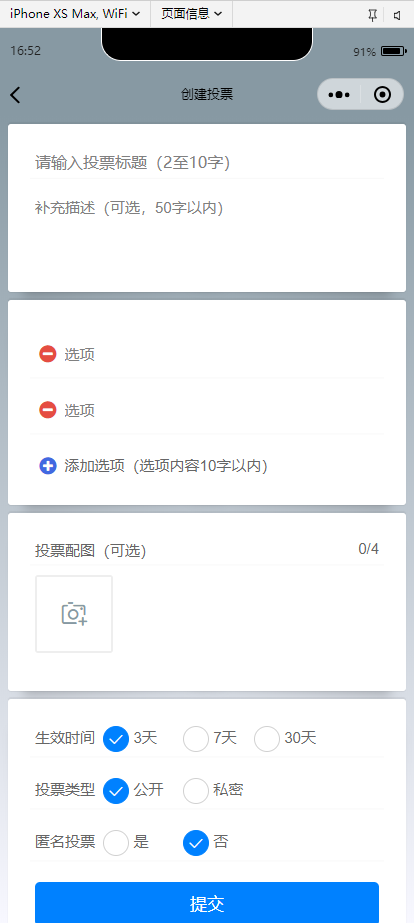 iPhone XS Max, WiFi 页面信息
16:52 91%
创建投票
请输入投票标题（2至10字）
补充描述（可选，50字以内）
选项
选项
添加选项（选项内容10字以内）
投票配图（可选） 0/4
生效时间 3天 7天 30天
投票类型 公开 私密
匿名投票 是 否
提交